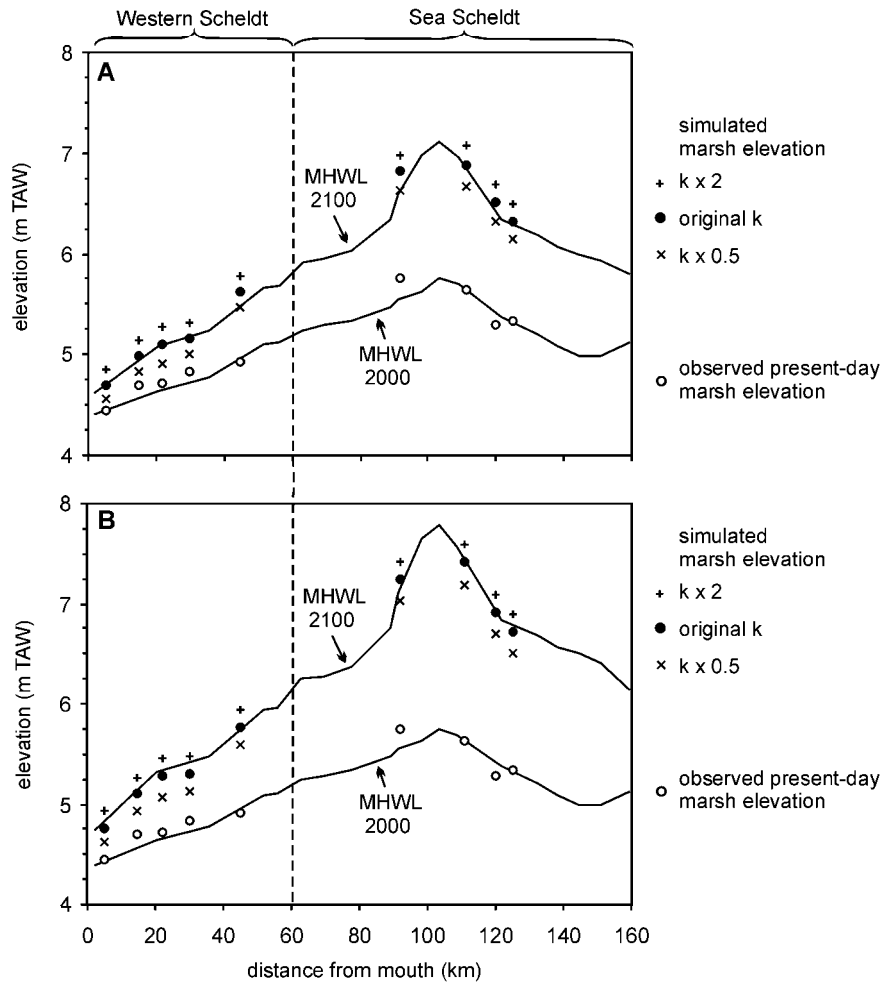 Western Scheldt
Sea Scheldt
A
8
7
6
5
4
elevation (m TAW)
MHWL
2100
MHWL
2000
simulated
marsh elevation
+ k x 2
● original k
× k x 0.5
○ observed present-day
marsh elevation
B
8
7
6
5
4
elevation (m TAW)
MHWL
2100
MHWL
2000
simulated
marsh elevation
+ k x 2
● original k
× k x 0.5
○ observed present-day
marsh elevation
0 20 40 60 80 100 120 140 160
distance from mouth (km)